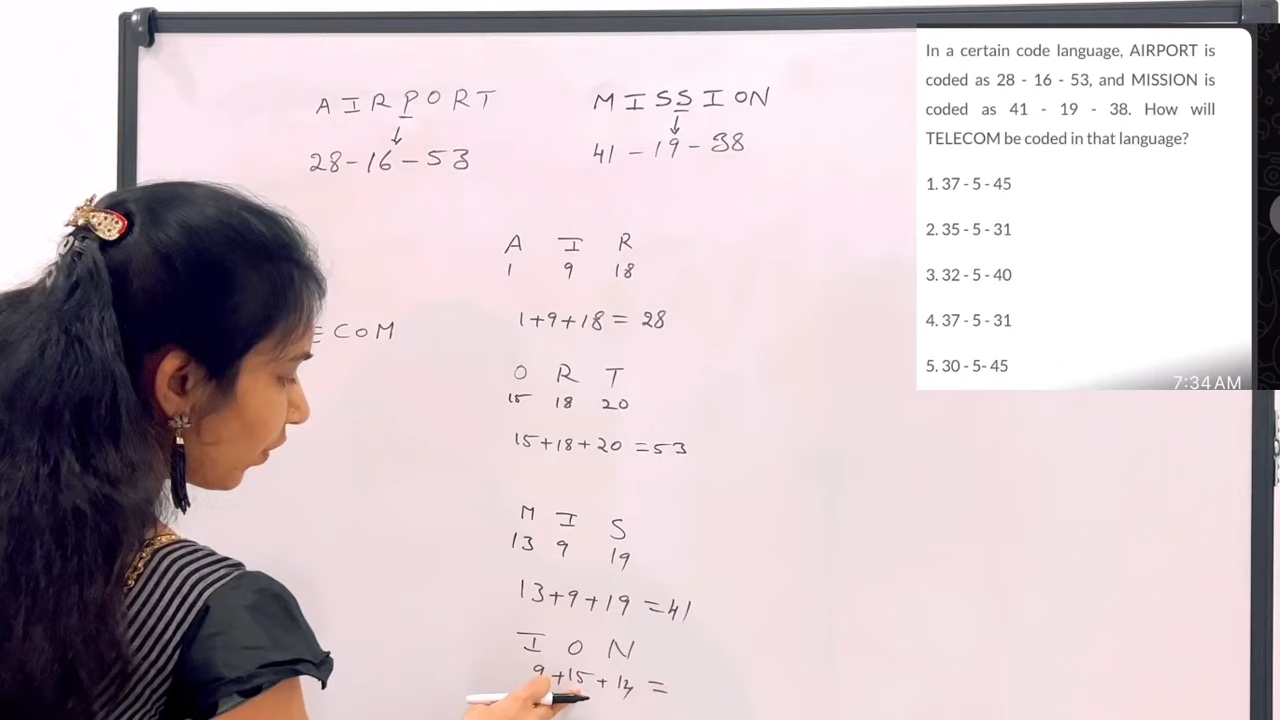 AIRPORT
28-16-53
MISSION
41-19-38
ECOM
A I R
1 9 18
1+9+18=28
O R T
15 18 20
15+18+20=53
M I S
13 9 19
13+9+19=41
I O N
9+15+14=
In a certain code language, AIRPORT is
coded as 28 - 16 - 53, and MISSION is
coded as 41 - 19 - 38. How will
TELECOM be coded in that language?
1. 37 - 5 - 45
2. 35 - 5 - 31
3. 32 - 5 - 40
4. 37 - 5 - 31
5. 30 - 5- 45
7:34 AM